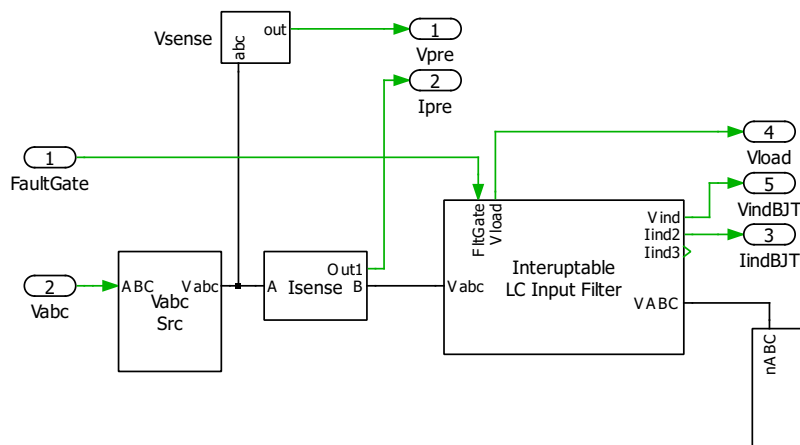 out
1
Vsense
abc
Vpre
2
Ipre
1
FaultGate
4
Vload
5
VindBJT
3
IindBJT
FltGate
Vload
Vind
Iind2
Iind3
Interuptable
LC Input Filter
Vabc
VABC
Out1
A
Isense
B
2
Vabc
ABC
Vabc
Vabc
Src
nABC